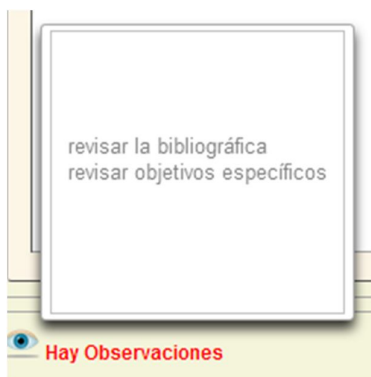 revisar la bibliográfica
revisar objetivos específicos
Hay Observaciones